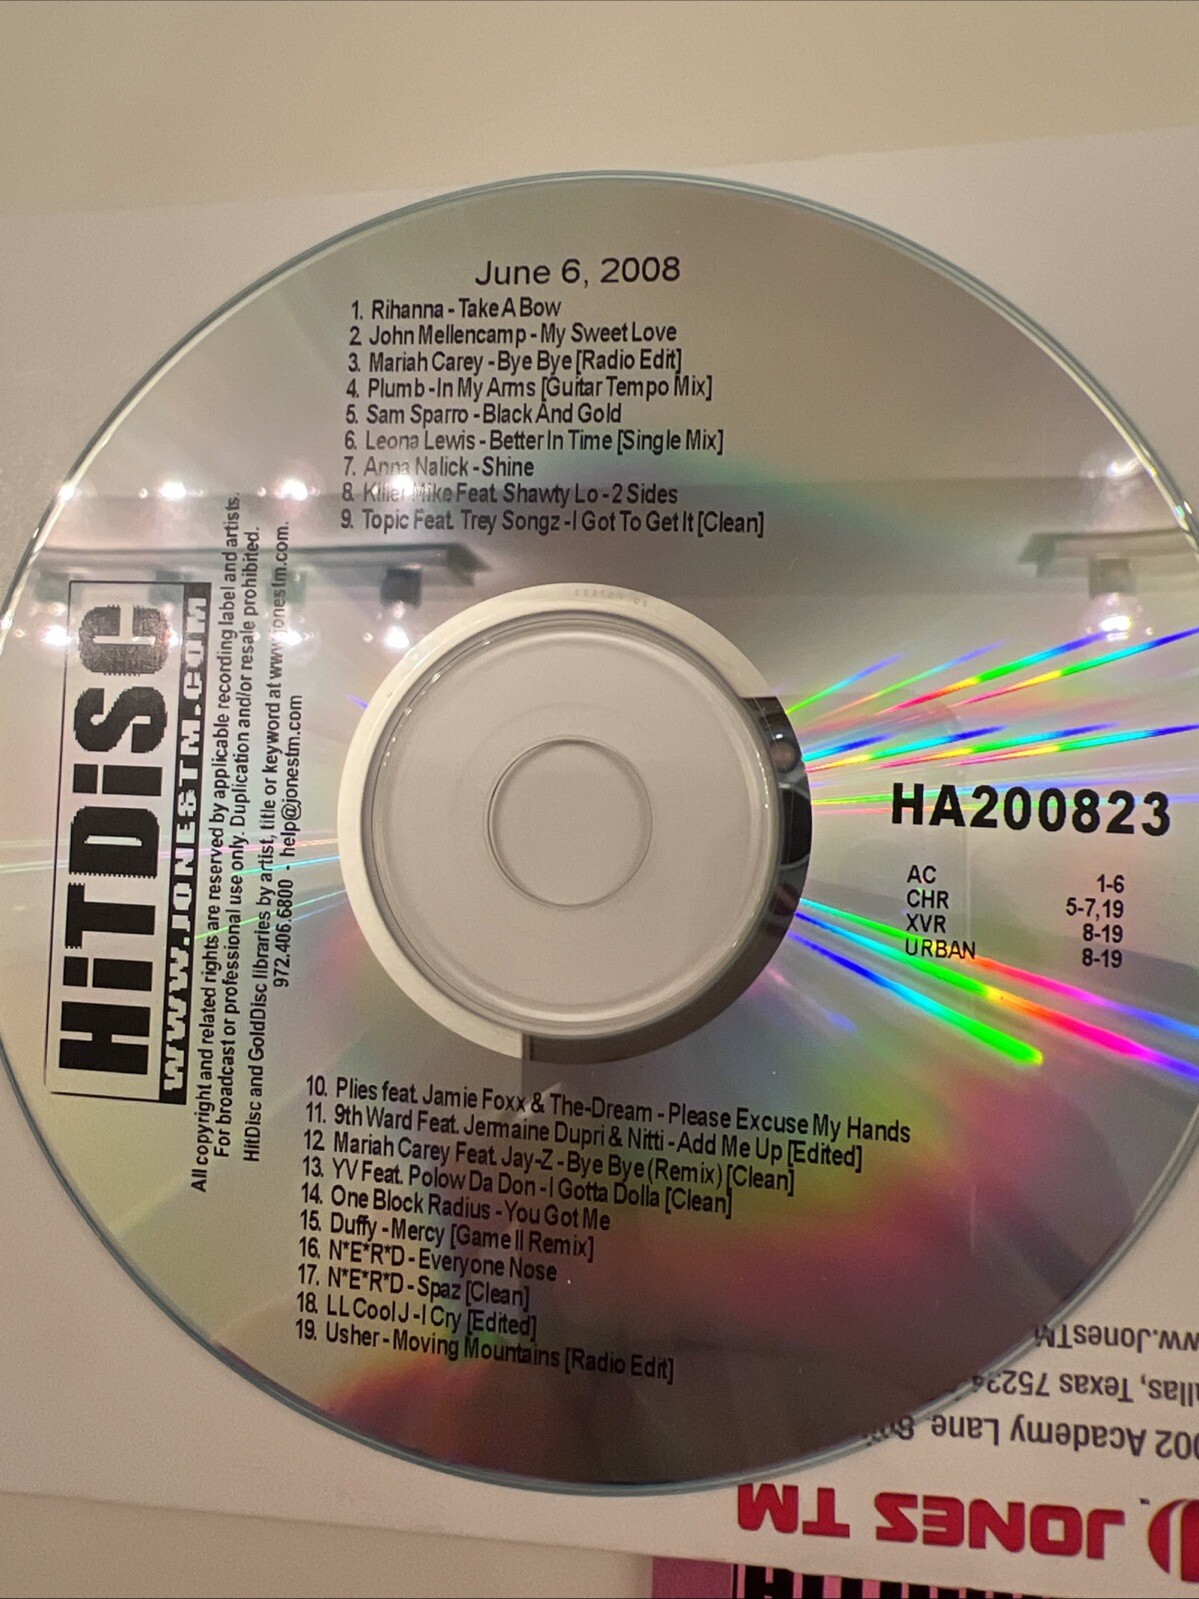 June 6, 2008
1. Rihanna - Take A Bow
2. John Mellencamp - My Sweet Love
3. Mariah Carey - Bye Bye [Radio Edit]
4. Plumb - In My Arms [Guitar Tempo Mix]
5. Sam Sparro - Black And Gold
6. Leona Lewis - Better In Time [Single Mix]
7. Anna Nalick - Shine
8. Killer Mike Feat. Shawty Lo - 2 Sides
9. Topic Feat. Trey Songz - I Got To Get It [Clean]
HiTDiSC
WWW.JONESTM.COM
All copyright and related rights are reserved by applicable recording label and artists.
For broadcast or professional use only. Duplication and/or resale prohibited.
HitDisc and GoldDisc libraries by artist, title or keyword at www.jonestm.com.
972.406.6800 - help@jonestm.com
HA200823
AC 1-6
CHR 5-7,19
XVR 8-19
URBAN 8-19
10. Plies feat. Jamie Foxx & The-Dream - Please Excuse My Hands
11. 9th Ward Feat. Jermaine Dupri & Nitti - Add Me Up [Edited]
12. Mariah Carey Feat. Jay-Z - Bye Bye (Remix) [Clean]
13. YV Feat. Polow Da Don - I Gotta Dolla [Clean]
14. One Block Radius - You Got Me
15. Duffy - Mercy [Game II Remix]
16. N*E*R*D - Everyone Nose
17. N*E*R*D - Spaz [Clean]
18. LL Cool J - I Cry [Edited]
19. Usher - Moving Mountains [Radio Edit]
JONES TM
002 Academy Lane,
allas, Texas
ww.JonesTM